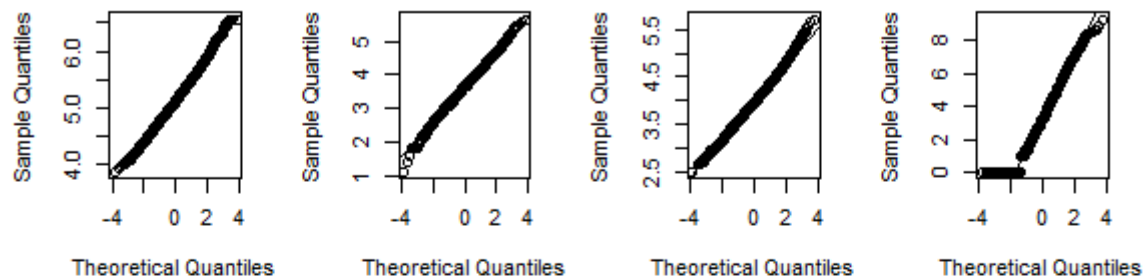 Sample Quantiles
4.0 5.0 6.0
-4 0 2 4
Theoretical Quantiles
Sample Quantiles
1 2 3 4 5
-4 0 2 4
Theoretical Quantiles
Sample Quantiles
2.5 3.5 4.5 5.5
-4 0 2 4
Theoretical Quantiles
Sample Quantiles
0 2 4 6 8
-4 0 2 4
Theoretical Quantiles